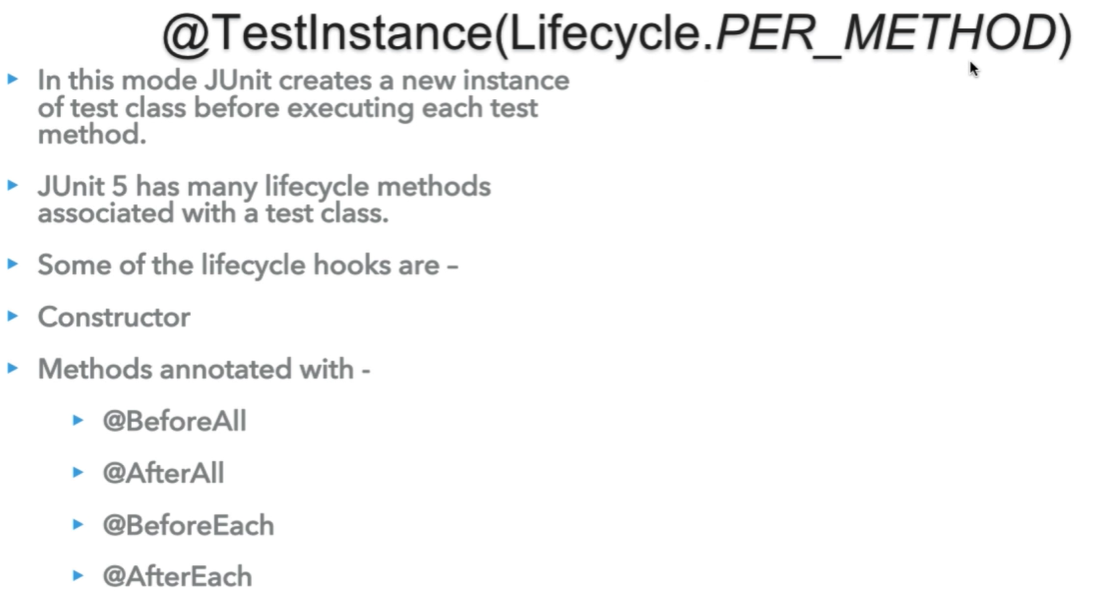 @TestInstance(Lifecycle.PER_METHOD)
In this mode JUnit creates a new instance
of test class before executing each test
method.
JUnit 5 has many lifecycle methods
associated with a test class.
Some of the lifecycle hooks are –
Constructor
Methods annotated with -
@BeforeAll
@AfterAll
@BeforeEach
@AfterEach